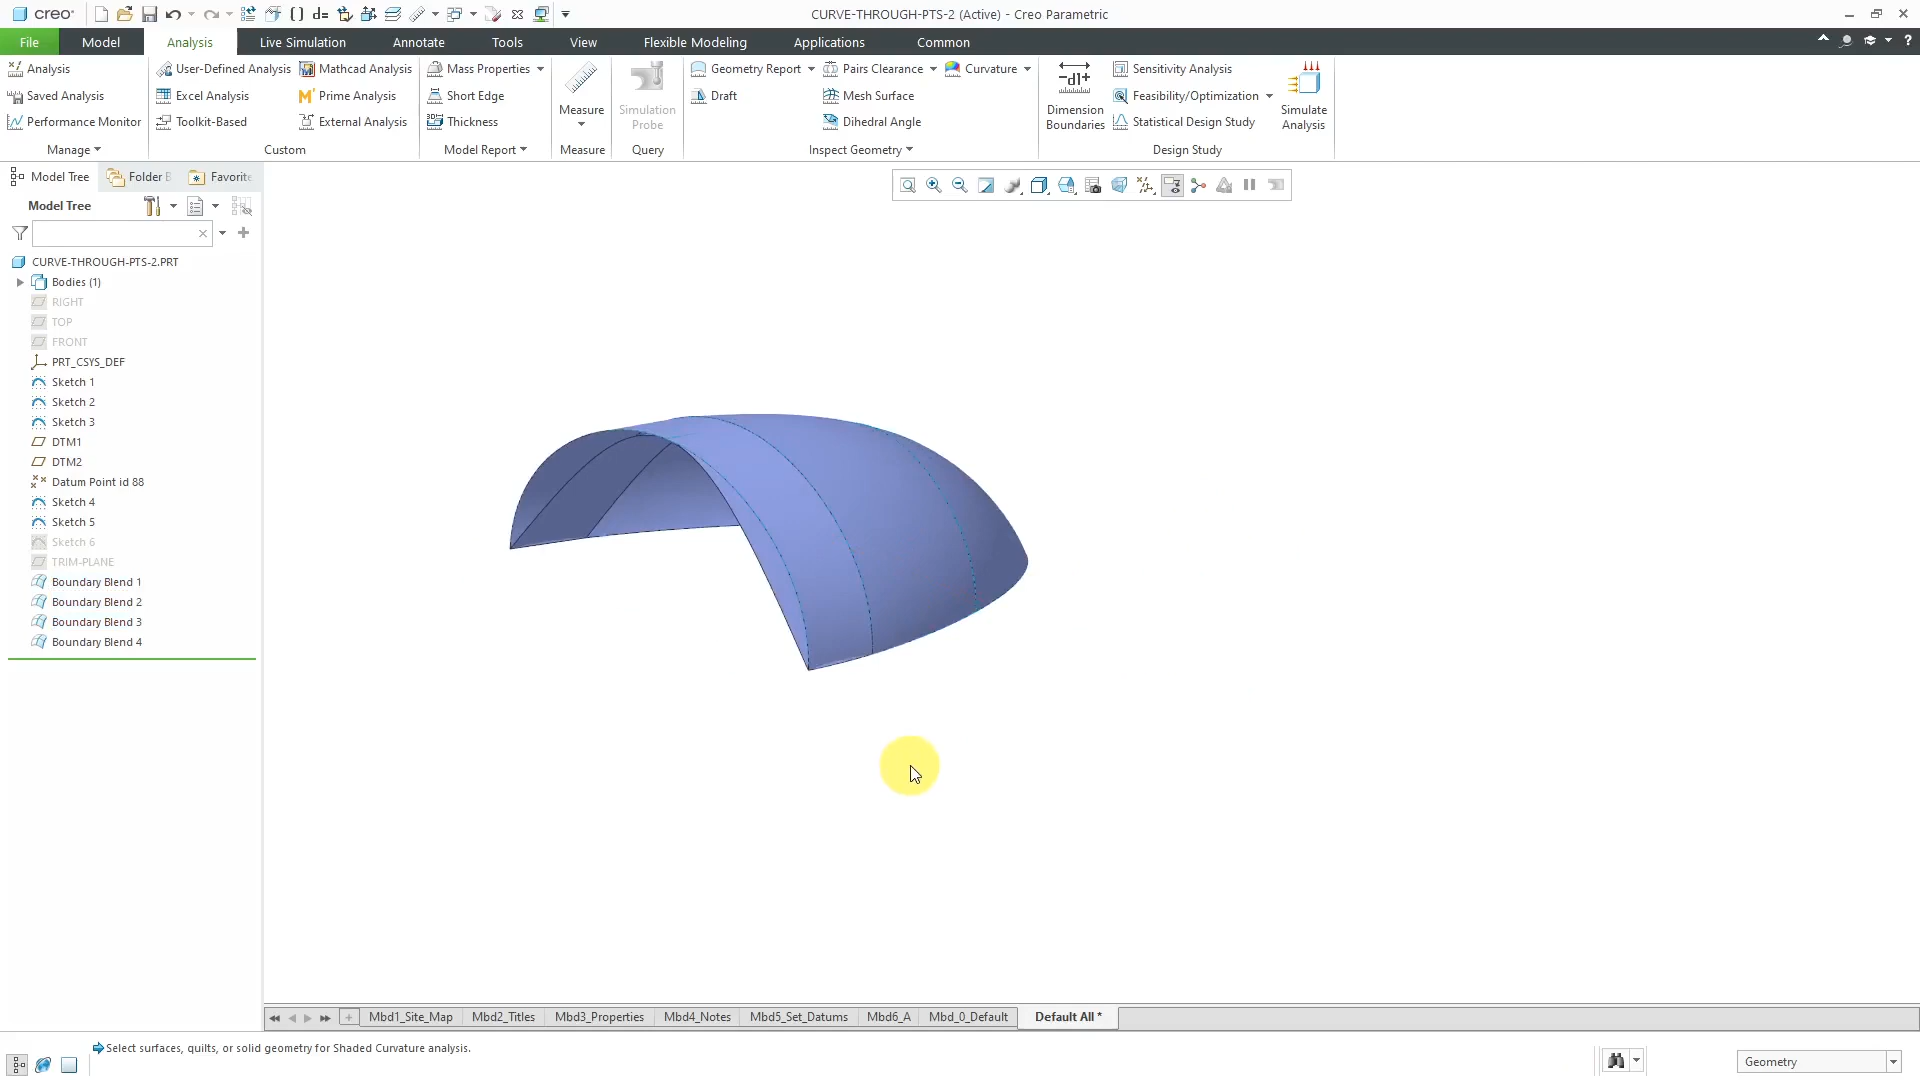 creo
CURVE-THROUGH-PTS-2 (Active) - Creo Parametric
File
Model
Analysis
Live Simulation
Annotate
Tools
View
Flexible Modeling
Applications
Common
Analysis
Saved Analysis
Performance Monitor
Manage
User-Defined Analysis
Excel Analysis
Toolkit-Based
Mathcad Analysis
Prime Analysis
External Analysis
Custom
Mass Properties
Short Edge
Thickness
Model Report
Measure
Measure
Simulation
Probe
Query
Geometry Report
Draft
Pairs Clearance
Mesh Surface
Dihedral Angle
Curvature
Inspect Geometry
Dimension
Boundaries
Sensitivity Analysis
Feasibility/Optimization
Statistical Design Study
Simulate
Analysis
Design Study
Model Tree
Folder B
Favorite
Model Tree
CURVE-THROUGH-PTS-2.PRT
Bodies (1)
RIGHT
TOP
FRONT
PRT_CSYS_DEF
Sketch 1
Sketch 2
Sketch 3
DTM1
DTM2
Datum Point id 88
Sketch 4
Sketch 5
Sketch 6
TRIM-PLANE
Boundary Blend 1
Boundary Blend 2
Boundary Blend 3
Boundary Blend 4
Mbd1_Site_Map
Mbd2_Titles
Mbd3_Properties
Mbd4_Notes
Mbd5_Set_Datums
Mbd6_A
Mbd_0_Default
Default All *
Select surfaces, quilts, or solid geometry for Shaded Curvature analysis.
Geometry